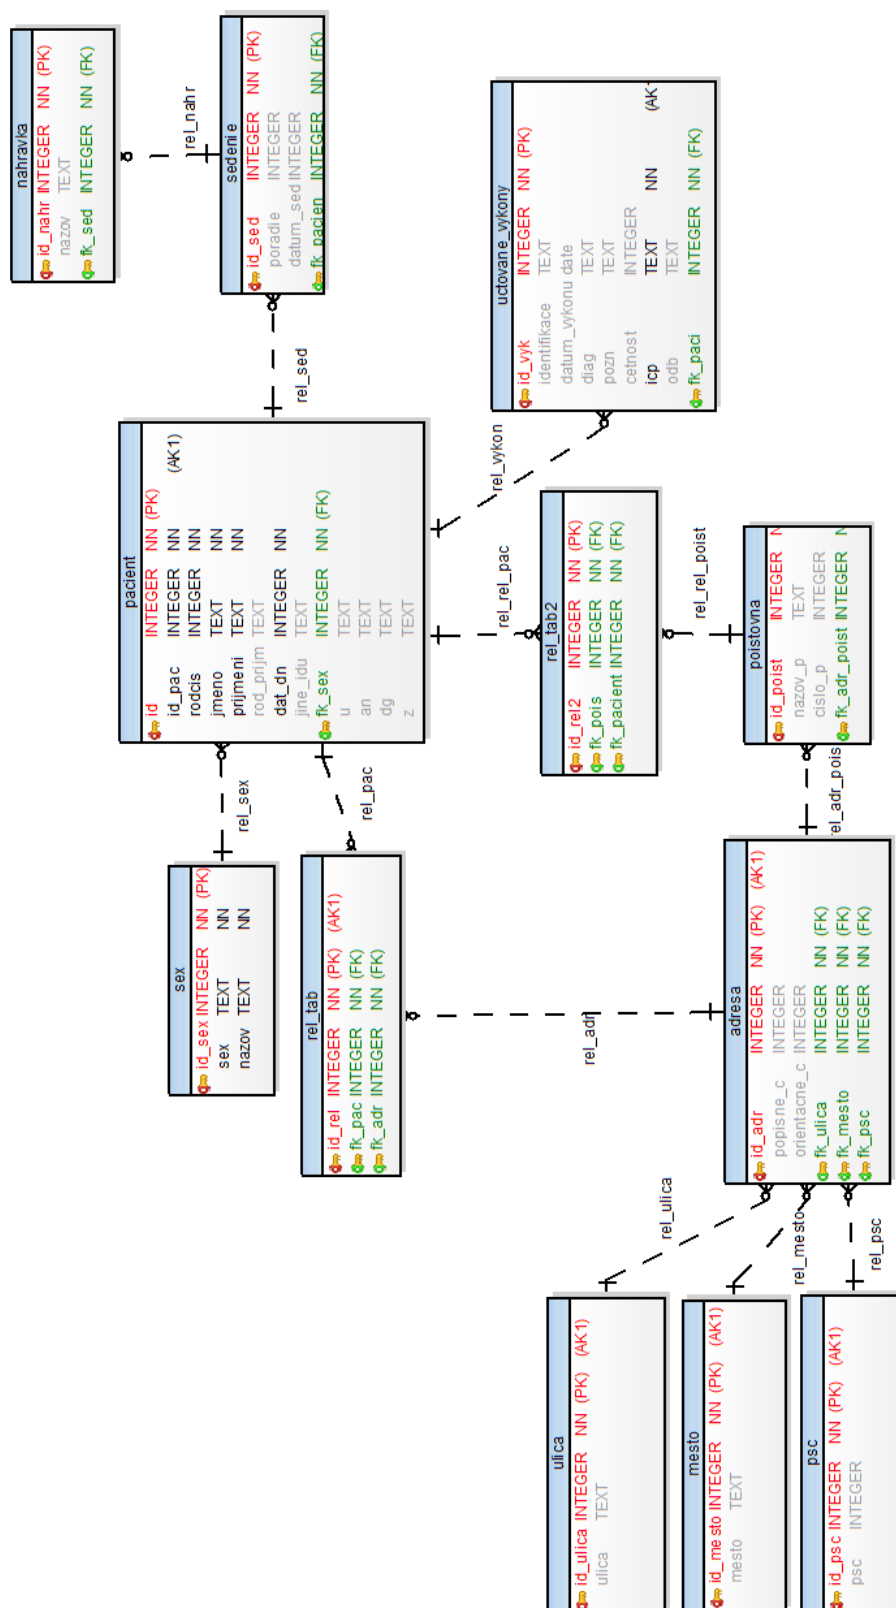 nahravka
id_nahr INTEGER NN (PK)
nazov TEXT
fk_sed INTEGER NN (FK)
rel_nahr
sedenie
id_sed INTEGER NN (PK)
poradie INTEGER
datum_sed INTEGER
fk_pacien INTEGER NN (FK)
rel_sed
pacient
id INTEGER NN (PK)
id_pac INTEGER NN (AK1)
rodcis INTEGER NN
jmeno TEXT NN
prijmeni TEXT NN
rod_prijm TEXT
dat_dn INTEGER NN
jine_idu TEXT
fk_sex INTEGER NN (FK)
u TEXT
an TEXT
dg TEXT
z TEXT
rel_vykon
uctovane_vykony
id_vyk INTEGER NN (PK)
identifikace TEXT
datum_vykonu date
diag TEXT
pozn TEXT
cetnost INTEGER
icp TEXT NN (AK
odb TEXT
fk_paci INTEGER NN (FK)
rel_sex
sex
id_sex INTEGER NN (PK)
sex TEXT NN
nazov TEXT NN
rel_pac
rel_tab
id_rel INTEGER NN (PK) (AK1)
fk_pac INTEGER NN (FK)
fk_adr INTEGER NN (FK)
rel_rel_pac
rel_tab2
id_rel2 INTEGER NN (PK)
fk_pois INTEGER NN (FK)
fk_pacient INTEGER NN (FK)
rel_rel_poist
poistovna
id_poist INTEGER N
nazov_p TEXT
cislo_p INTEGER
fk_adr_poist INTEGER N
rel_adr_pois
rel_adr
adresa
id_adr INTEGER NN (PK) (AK1)
popisne_c INTEGER
orientacne_c INTEGER
fk_ulica INTEGER NN (FK)
fk_mesto INTEGER NN (FK)
fk_psc INTEGER NN (FK)
rel_ulica
rel_mesto
rel_psc
ulica
id_ulica INTEGER NN (PK) (AK1)
ulica TEXT
mesto
id_mesto INTEGER NN (PK) (AK1)
mesto TEXT
psc
id_psc INTEGER NN (PK) (AK1)
psc INTEGER